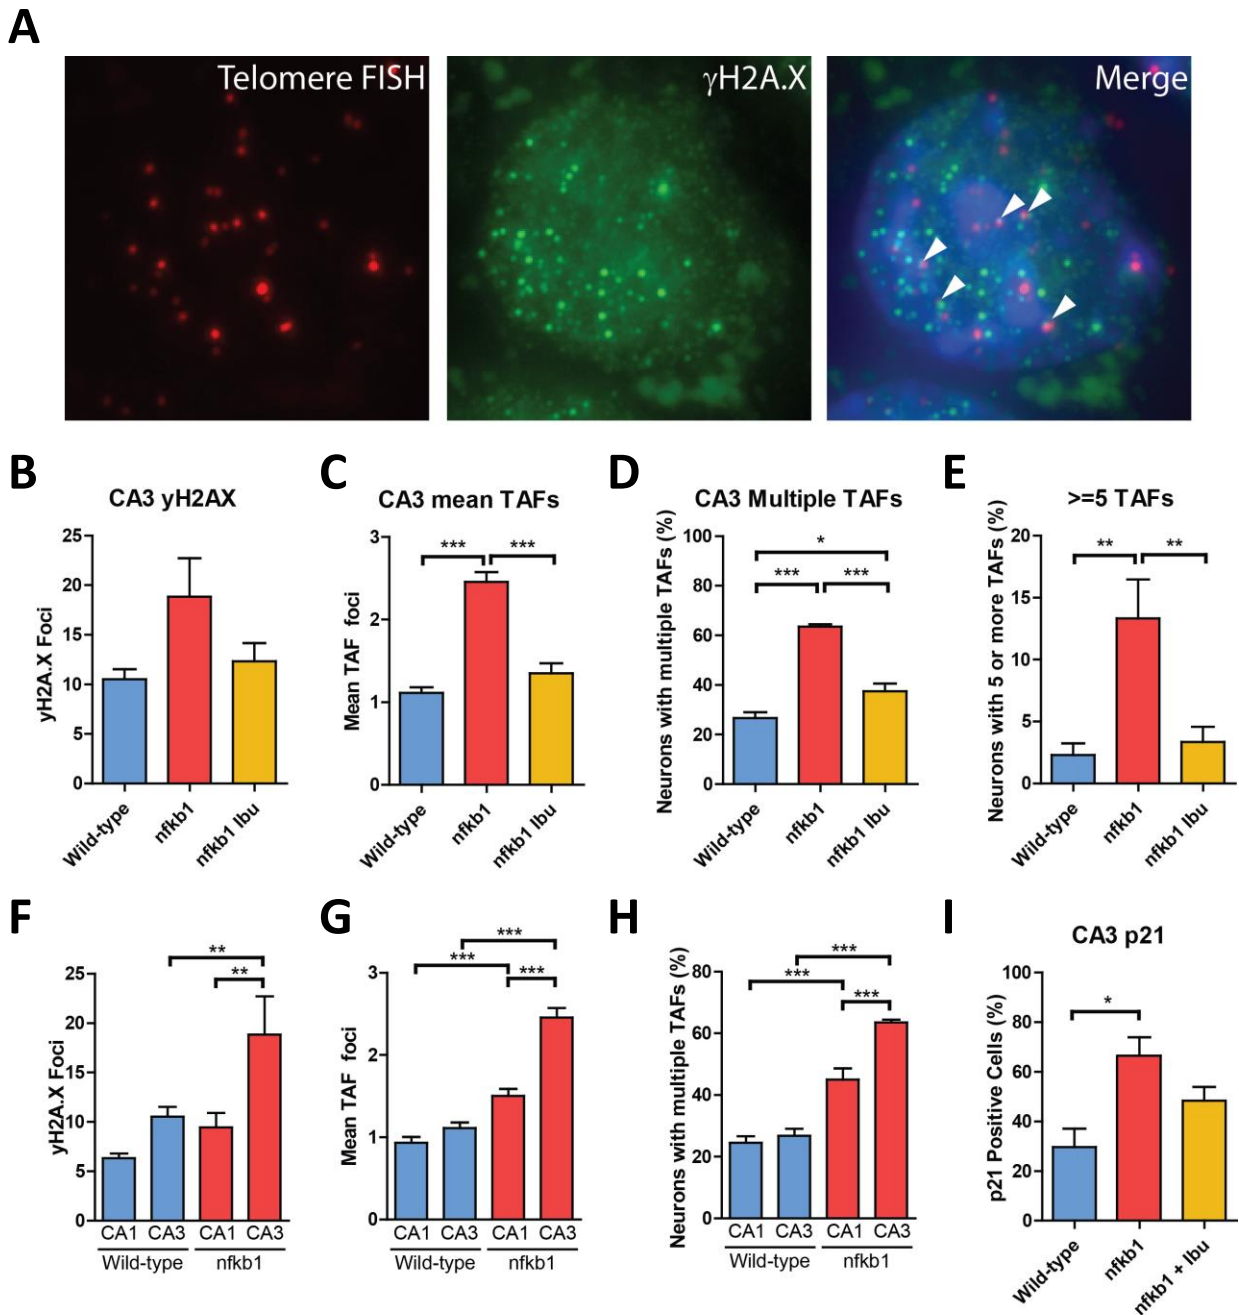 A
Telomere FISH
γH2A.X
Merge
B
CA3 yH2AX
yH2A.X Foci
25
20
15
10
5
0
Wild-type
nfkb1
nfkb1 Ibu
C
CA3 mean TAFs
Mean TAF foci
3
2
1
0
***
***
Wild-type
nfkb1
nfkb1 Ibu
D
CA3 Multiple TAFs
Neurons with multiple TAFs (%)
100
80
60
40
20
0
*
***
***
Wild-type
nfkb1
nfkb1 Ibu
E
>=5 TAFs
Neurons with 5 or more TAFs (%)
20
15
10
5
0
**
**
Wild-type
nfkb1
nfkb1 Ibu
F
yH2A.X Foci
25
20
15
10
5
0
**
**
CA1 CA3 CA1 CA3
Wild-type nfkb1
G
Mean TAF foci
3
2
1
0
***
***
***
CA1 CA3 CA1 CA3
Wild-type nfkb1
H
Neurons with multiple TAFs (%)
80
60
40
20
0
***
***
***
CA1 CA3 CA1 CA3
Wild-type nfkb1
I
CA3 p21
p21 Positive Cells (%)
100
80
60
40
20
0
*
Wild-type
nfkb1
nfkb1 + Ibu